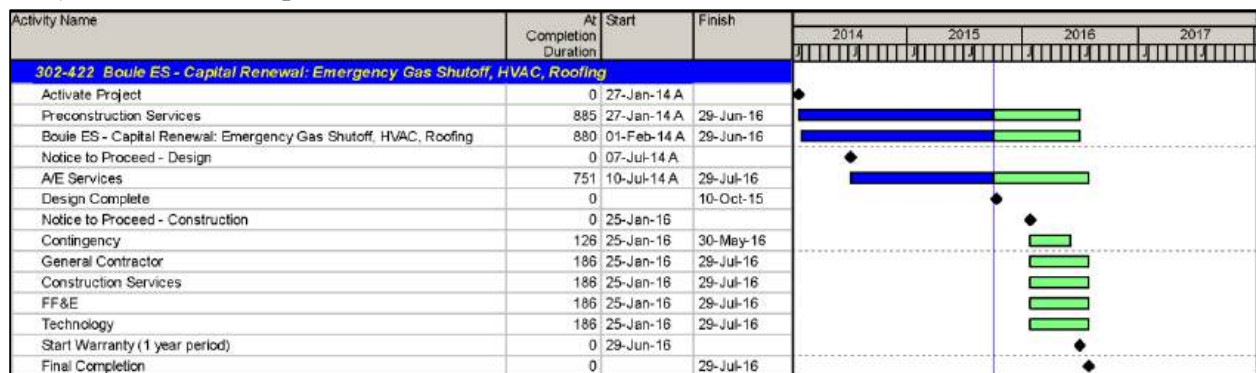 Activity Name At Completion Duration Start Finish
2014 2015 2016 2017
J J J J J J J J
302-422 Bouie ES - Capital Renewal: Emergency Gas Shutoff, HVAC, Roofing
Activate Project 0 27-Jan-14 A
Preconstruction Services 885 27-Jan-14 A 29-Jun-16
Bouie ES - Capital Renewal: Emergency Gas Shutoff, HVAC, Roofing 880 01-Feb-14 A 29-Jun-16
Notice to Proceed - Design 0 07-Jul-14 A
A/E Services 751 10-Jul-14 A 29-Jul-16
Design Complete 0 10-Oct-15
Notice to Proceed - Construction 0 25-Jan-16
Contingency 126 25-Jan-16 30-May-16
General Contractor 186 25-Jan-16 29-Jul-16
Construction Services 186 25-Jan-16 29-Jul-16
FF&E 186 25-Jan-16 29-Jul-16
Technology 186 25-Jan-16 29-Jul-16
Start Warranty (1 year period) 0 29-Jun-16
Final Completion 0 29-Jul-16